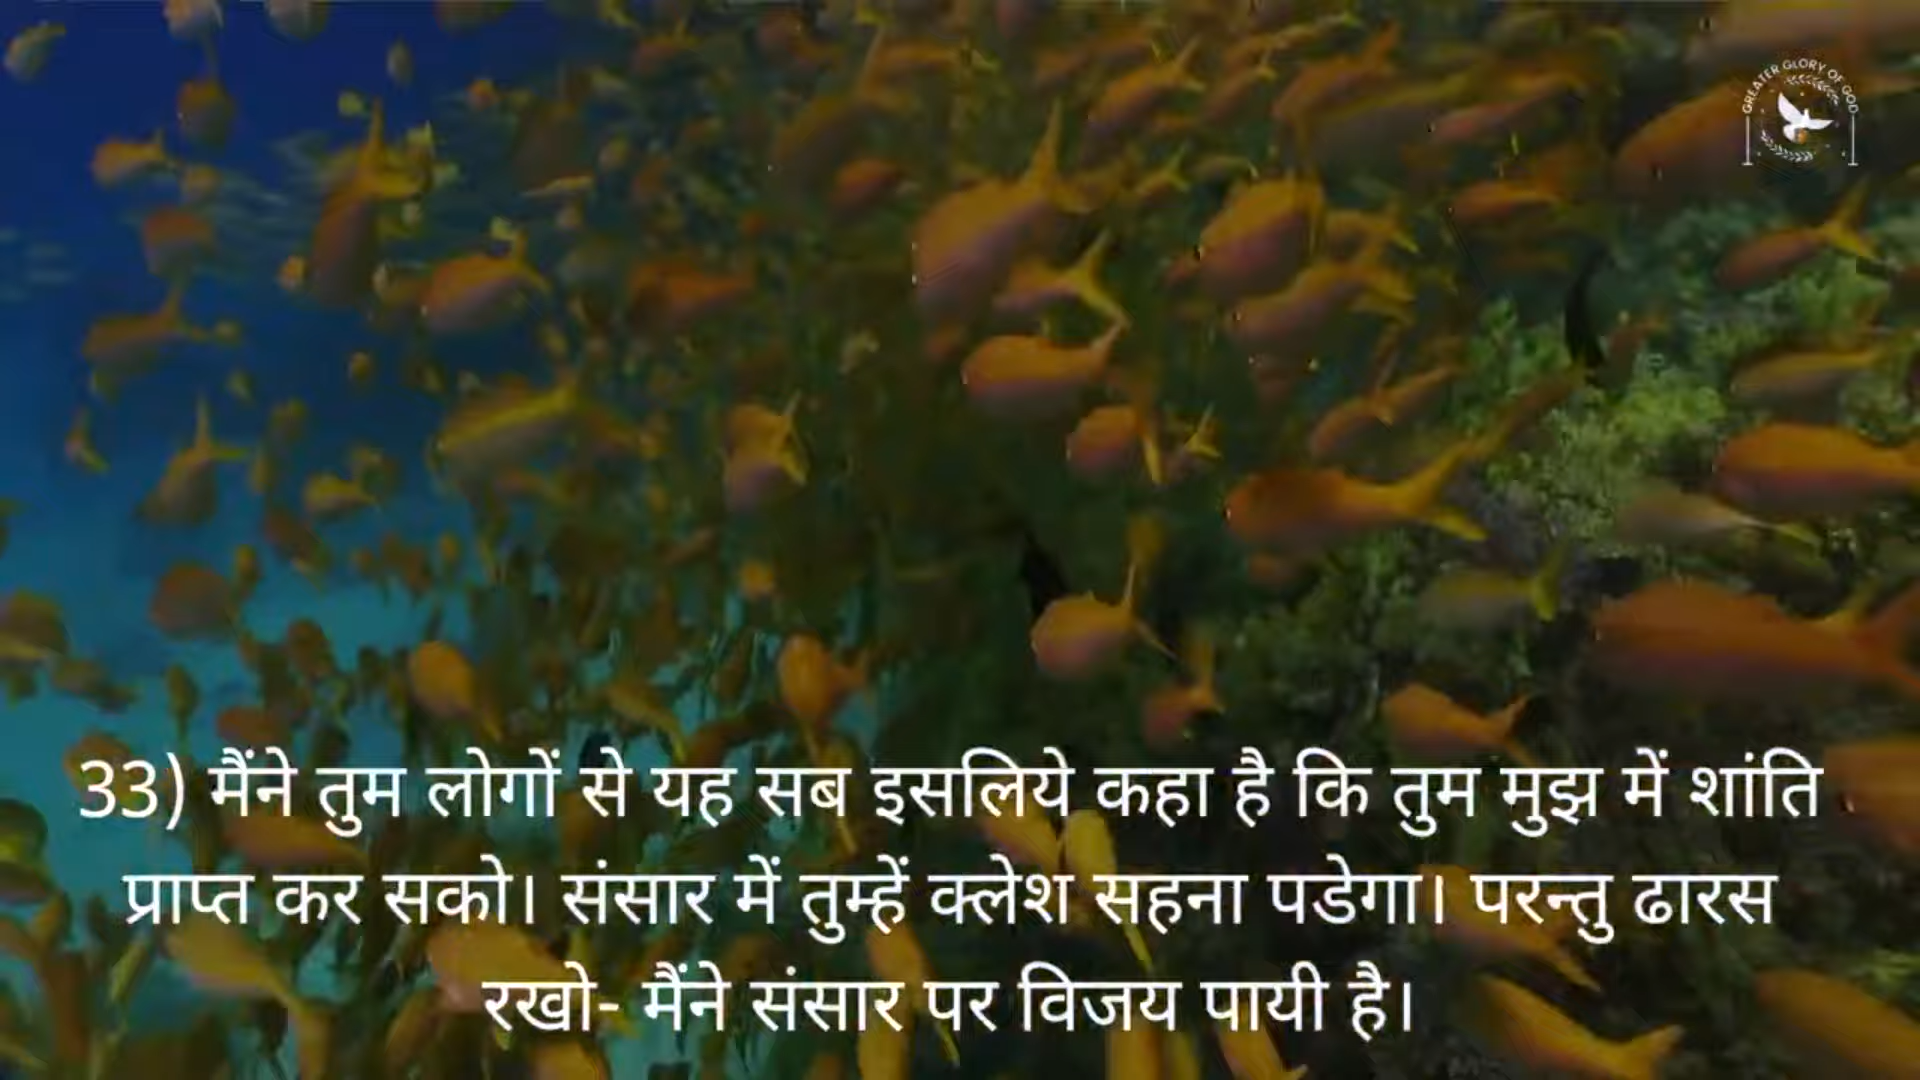 GREATER GLORY OF GOD
33) मैंने तुम लोगों से यह सब इसलिये कहा है कि तुम मुझ में शांति
प्राप्त कर सको। संसार में तुम्हें क्लेश सहना पडेगा। परन्तु ढारस
रखो- मैंने संसार पर विजय पायी है।